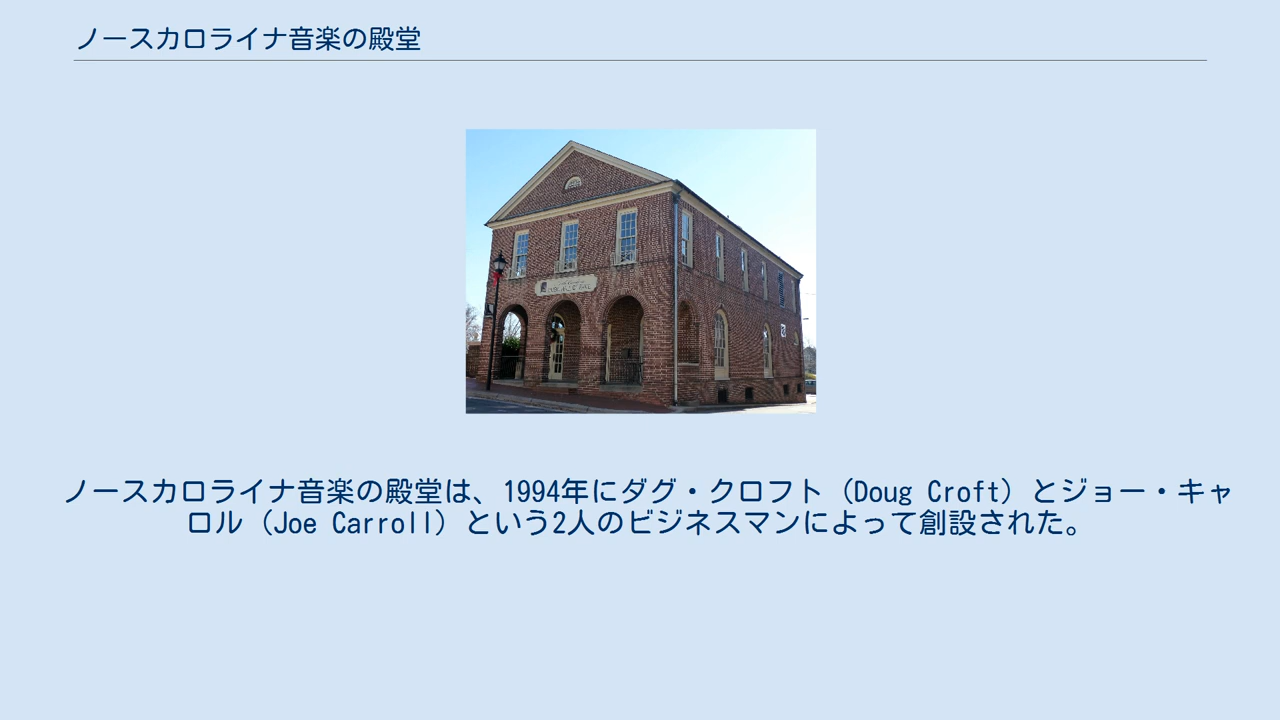 ノースカロライナ音楽の殿堂
ノースカロライナ音楽の殿堂は、1994年にダグ・クロフト（Doug Croft）とジョー・キャ
ロル（Joe Carroll）という2人のビジネスマンによって創設された。